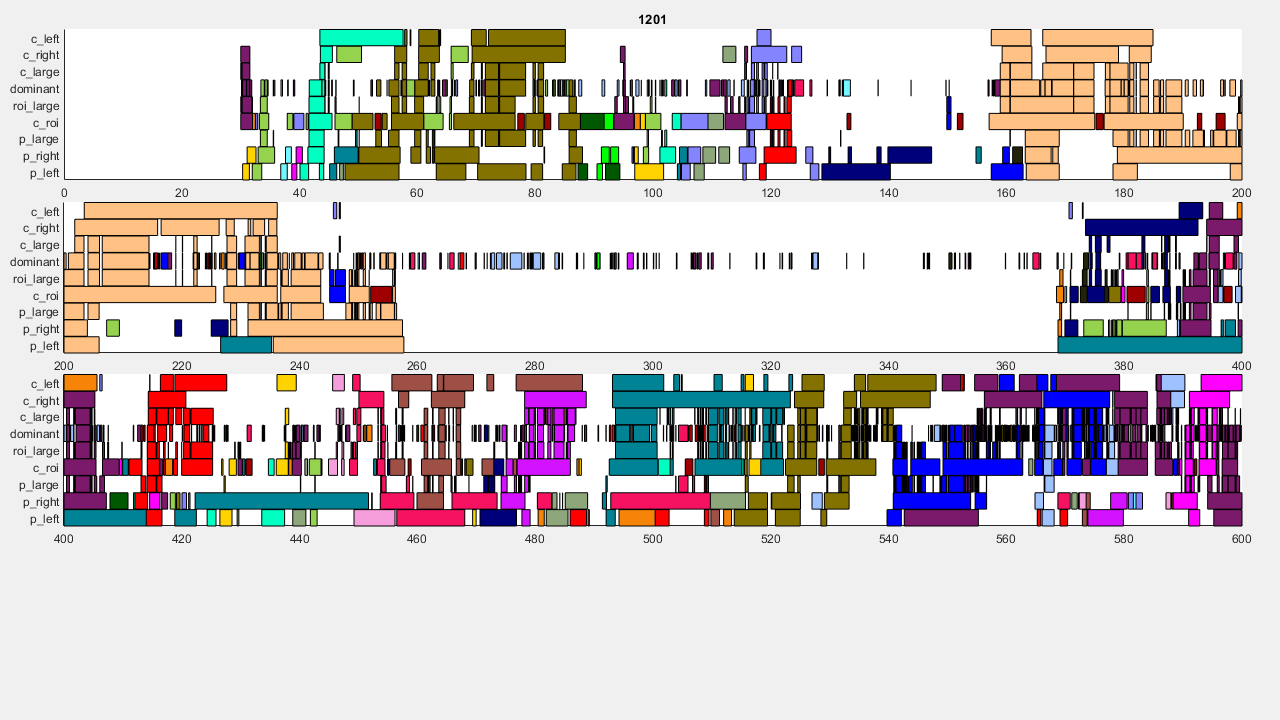 1201
c_left
c_right
c_large
dominant
roi_large
c_roi
p_large
p_right
p_left
0 20 40 60 80 100 120 140 160 180 200
c_left
c_right
c_large
dominant
roi_large
c_roi
p_large
p_right
p_left
200 220 240 260 280 300 320 340 360 380 400
c_left
c_right
c_large
dominant
roi_large
c_roi
p_large
p_right
p_left
400 420 440 460 480 500 520 540 560 580 600